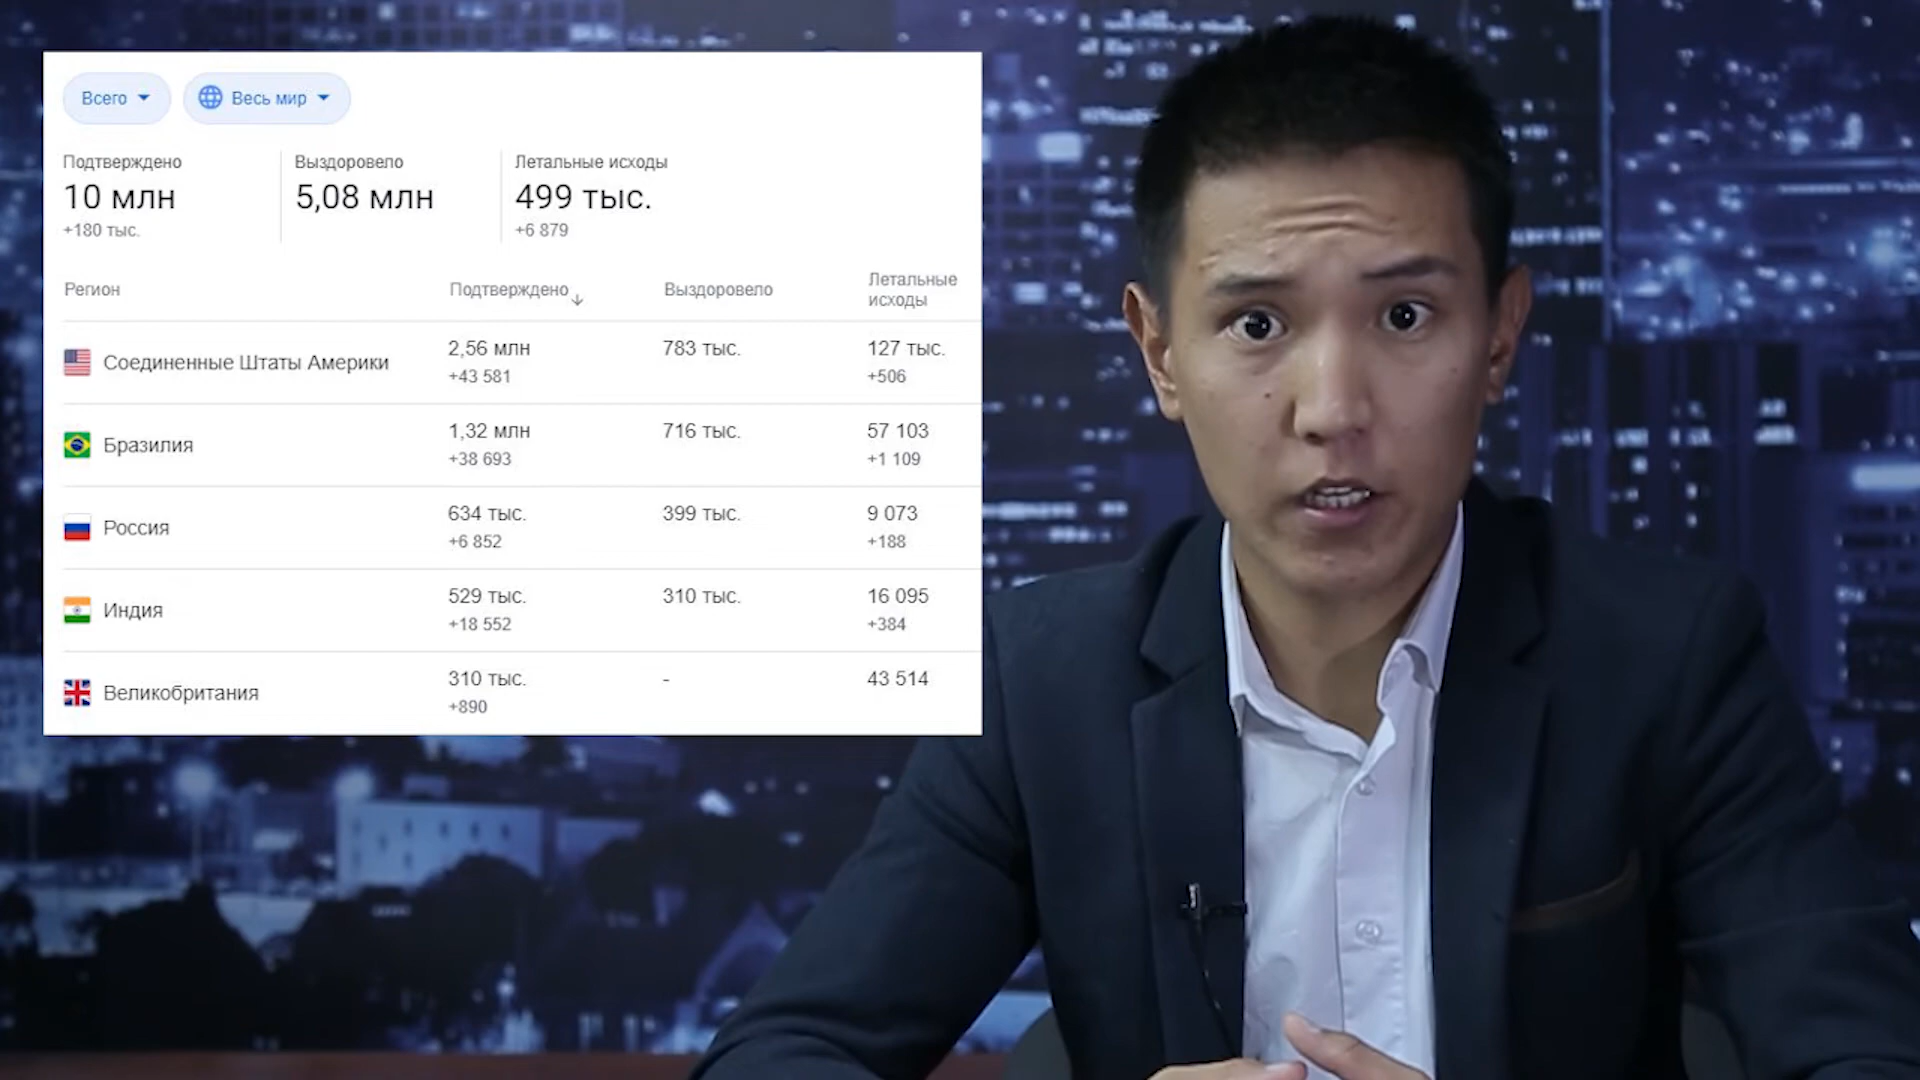 Всего
Весь мир
Подтверждено
10 млн
+180 тыс.
Выздоровело
5,08 млн
Летальные исходы
499 тыс.
+6 879
Регион
Подтверждено
Выздоровело
Летальные
исходы
Соединенные Штаты Америки
2,56 млн
+43 581
783 тыс.
127 тыс.
+506
Бразилия
1,32 млн
+38 693
716 тыс.
57 103
+1 109
Россия
634 тыс.
+6 852
399 тыс.
9 073
+188
Индия
529 тыс.
+18 552
310 тыс.
16 095
+384
Великобритания
310 тыс.
+890
-
43 514